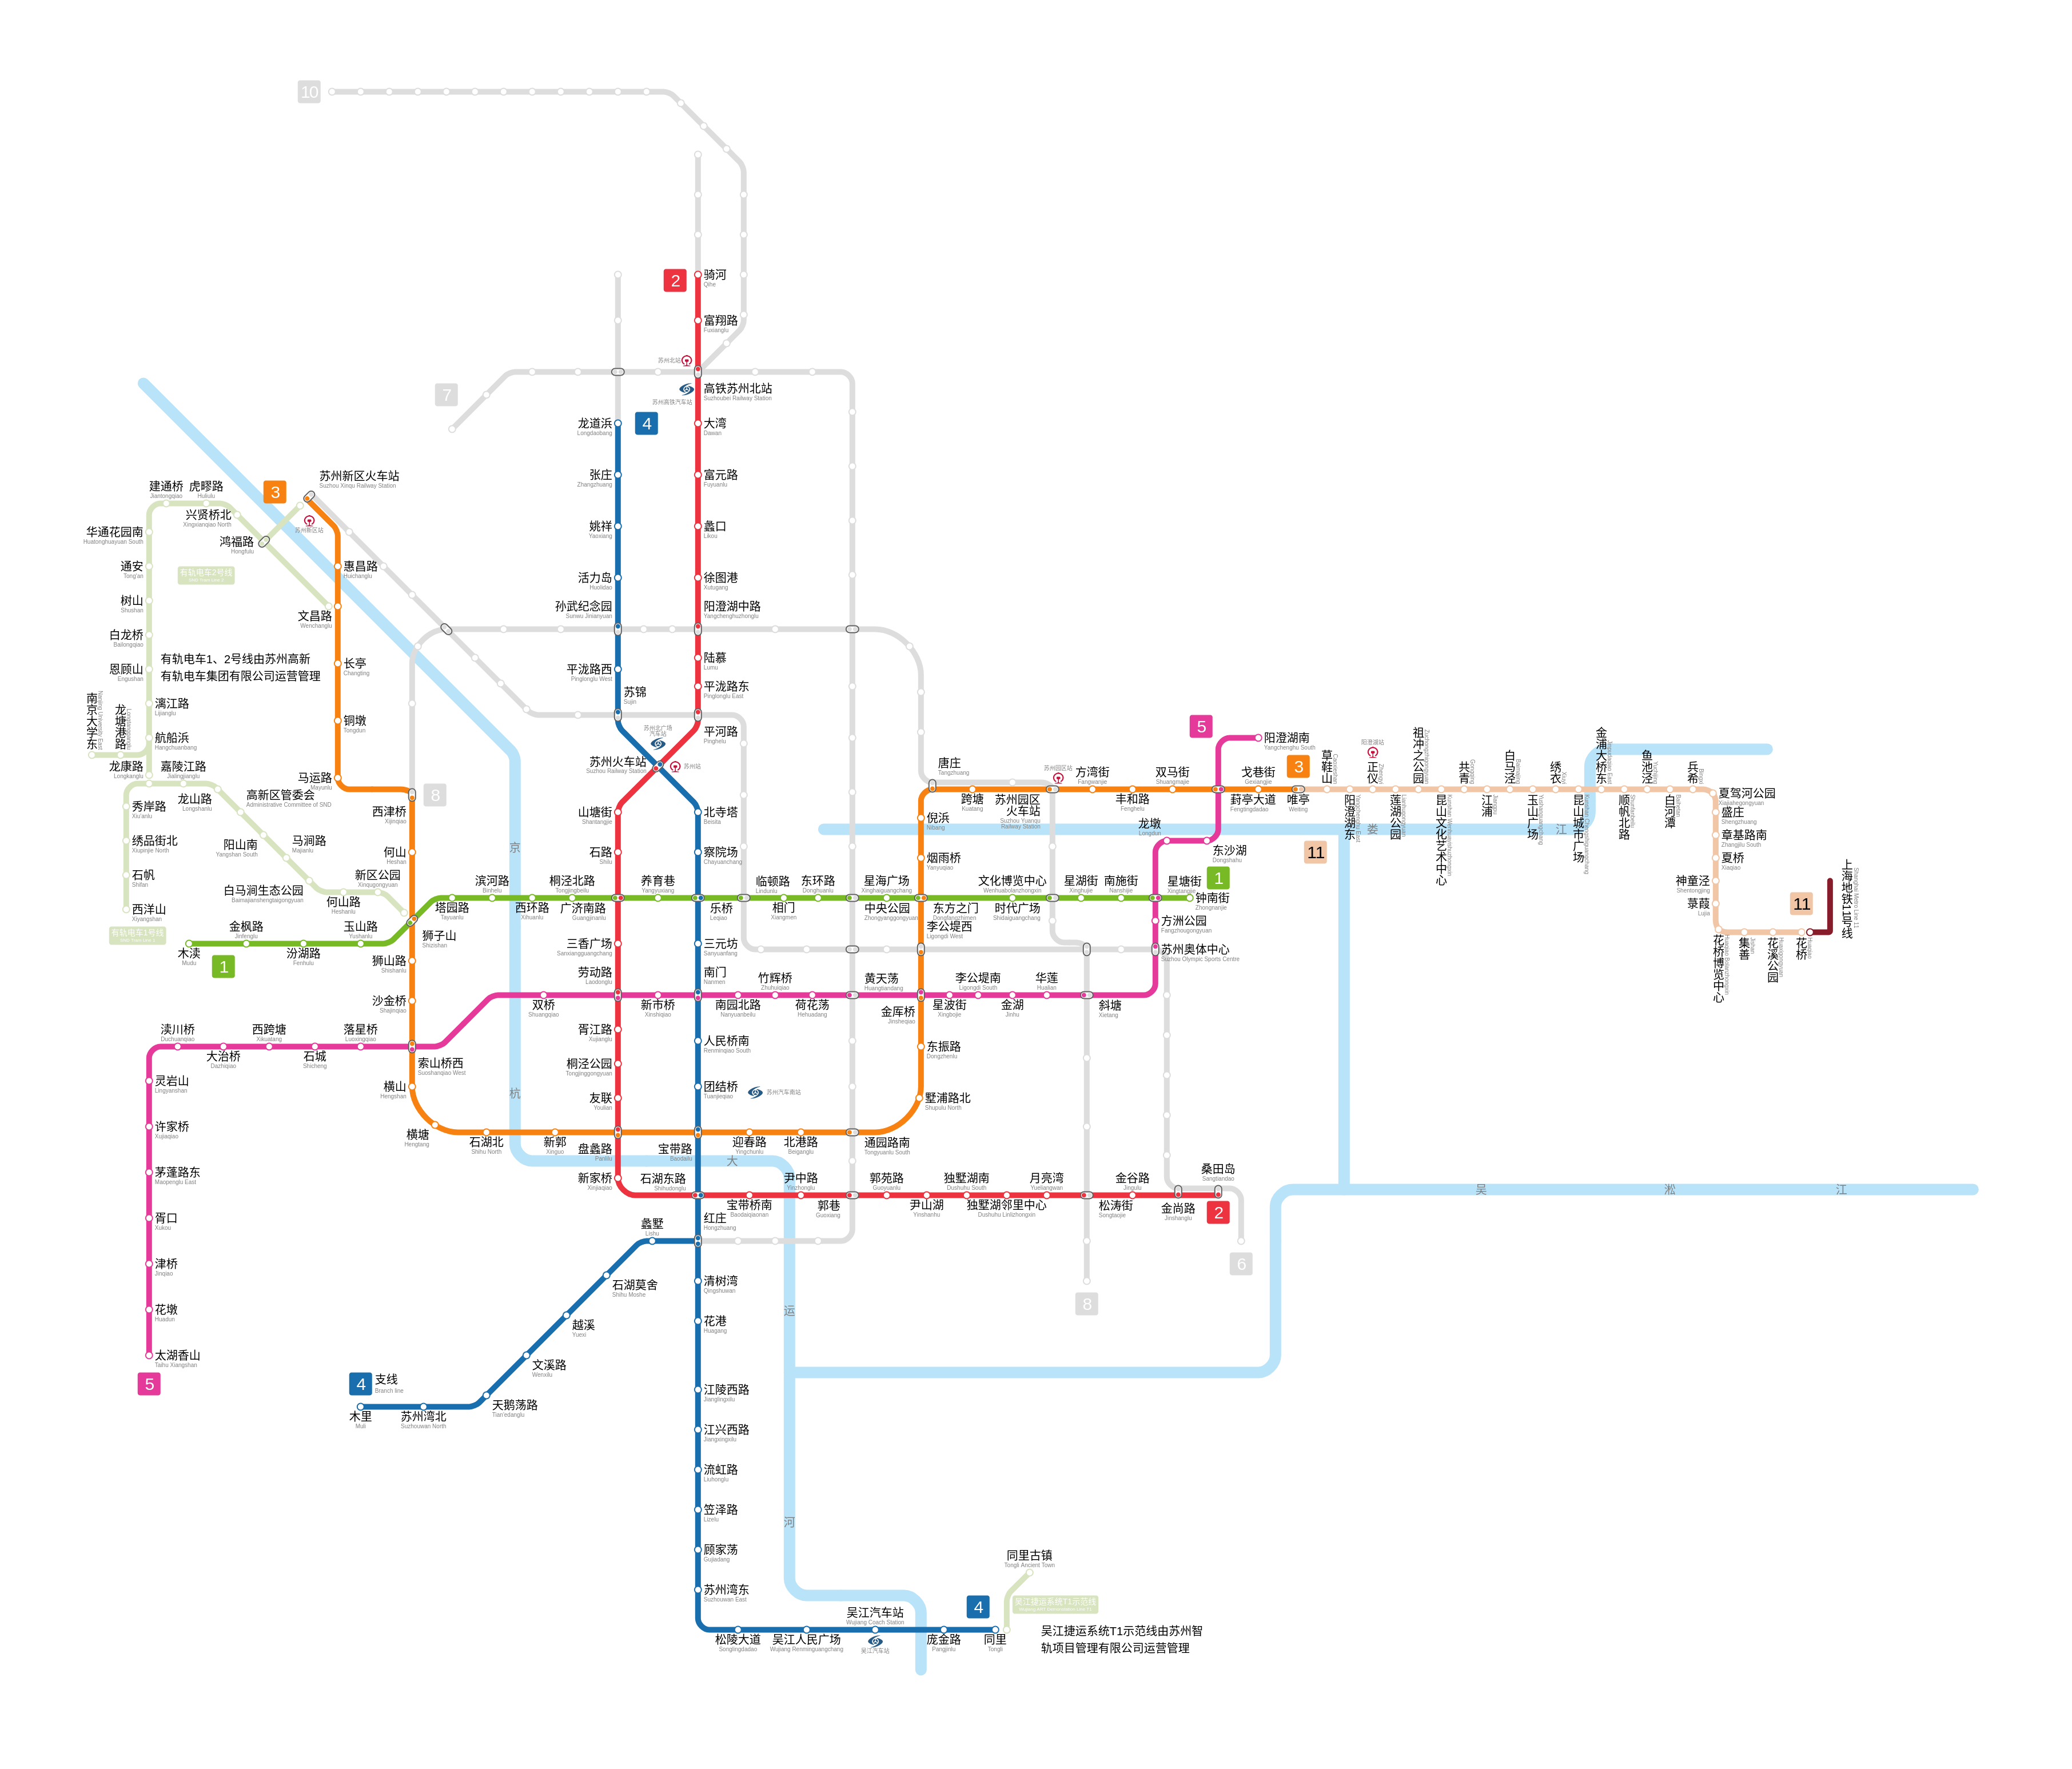 10
2
骑河
Qihe
富翔路
Fuxianglu
苏州北站
7
高铁苏州北站
Suzhoubei Railway Station
苏州高铁汽车站
龙道浜
Longdaobang
4
大湾
Dawan
张庄
Zhangzhuang
富元路
Fuyuanlu
姚祥
Yaoxiang
蠡口
Likou
活力岛
Huolidao
徐图港
Xutugang
孙武纪念园
Sunwu Jinianyuan
阳澄湖中路
Yangchenghuzhonglu
陆慕
Lumu
平泷路西
Pinglonglu West
平泷路东
Pinglonglu East
苏锦
Sujin
平河路
Pinghelu
苏州北广场
汽车站
苏州火车站
Suzhou Railway Station
苏州站
3
苏州新区火车站
Suzhou Xinqu Railway Station
苏州新区站
建通桥
Jiantongqiao
虎疁路
Huliulu
兴贤桥北
Xingxianqiao North
华通花园南
Huatonghuayuan South
鸿福路
Hongfulu
通安
Tong'an
有轨电车2号线
树山
Shushan
白龙桥
Bailongqiao
恩顾山
Engushan
漓江路
Lijianglu
航船浜
Hangchuanbang
南京大学东
Nanjing University East
龙塘港路
Longtangganglu
龙康路
Longkanglu
嘉陵江路
Jialingjianglu
有轨电车1、2号线由苏州高新
有轨电车集团有限公司运营管理
惠昌路
Huichanglu
文昌路
Wenchanglu
长亭
Changting
铜墩
Tongdun
马运路
Mayunlu
8
西津桥
Xijinqiao
何山
Heshan
秀岸路
Xiu'anlu
龙山路
Longshanlu
高新区管委会
Administrative Committee of SND
绣品街北
Xiupinjie North
阳山南
Yangshan South
马涧路
Majianlu
石帆
Shifan
白马涧生态公园
Baimajianshengtaigongyuan
新区公园
Xinqugongyuan
何山路
Heshanlu
西洋山
Xiyangshan
有轨电车1号线
木渎
Mudu
1
金枫路
Jinfenglu
汾湖路
Fenhulu
玉山路
Yushanlu
狮子山
Shizishan
塔园路
Tayuanlu
滨河路
Binhelu
西环路
Xihuanlu
桐泾北路
Tongjingbeilu
广济南路
Guangjinanlu
养育巷
Yangyuxiang
乐桥
Leqiao
临顿路
Lindunlu
相门
Xiangmen
东环路
Donghuanlu
中央公园
Zhongyanggongyuan
星海广场
Xinghaiguangchang
东方之门
Dongfangzhimen
文化博览中心
Wenhuabolanzhongxin
时代广场
Shidaiguangchang
星湖街
Xinghujie
南施街
Nanshijie
星塘街
Xingtangjie
钟南街
Zhongnanjie
1
山塘街
Shantangjie
石路
Shilu
北寺塔
Beisita
察院场
Chayuanchang
三香广场
Sanxiangguangchang
劳动路
Laodonglu
胥江路
Xujianglu
桐泾公园
Tongjinggongyuan
友联
Youlian
盘蠡路
Panlilu
新家桥
Xinjiaqiao
三元坊
Sanyuanfang
南门
Nanmen
人民桥南
Renminqiao South
团结桥
Tuanjieqiao
苏州汽车南站
宝带路
Baodailu
石湖东路
Shihudonglu
红庄
Hongzhuang
狮山路
Shishanlu
沙金桥
Shajinqiao
索山桥西
Suoshanqiao West
横山
Hengshan
横塘
Hengtang
石湖北
Shihu North
新郭
Xinguo
迎春路
Yingchunlu
北港路
Beiganglu
通园路南
Tongyuanlu South
墅浦路北
Shupulu North
东振路
Dongzhenlu
金厍桥
Jinsheqiao
李公堤西
Ligongdi West
烟雨桥
Yanyuqiao
倪浜
Nibang
唐庄
Tangzhuang
跨塘
Kuatang
苏州园区站
苏州园区
火车站
Suzhou Yuanqu
Railway Station
方湾街
Fangwanjie
丰和路
Fenghelu
双马街
Shuangmajie
葑亭大道
Fengtingdadao
戈巷街
Gexiangjie
唯亭
Weiting
3
5
阳澄湖南
Yangchenghu South
龙墩
Longdun
东沙湖
Dongshahu
方洲公园
Fangzhougongyuan
苏州奥体中心
Suzhou Olympic Sports Centre
斜塘
Xietang
华莲
Hualian
金湖
Jinhu
李公堤南
Ligongdi South
星波街
Xingbojie
黄天荡
Huangtiandang
荷花荡
Hehuadang
竹辉桥
Zhuhuiqiao
南园北路
Nanyuanbeilu
新市桥
Xinshiqiao
双桥
Shuangqiao
落星桥
Luoxingqiao
石城
Shicheng
西跨塘
Xikuatang
大治桥
Dazhiqiao
渎川桥
Duchuanqiao
灵岩山
Lingyanshan
许家桥
Xujiaqiao
茅蓬路东
Maopenglu East
胥口
Xukou
津桥
Jinqiao
花墩
Huadun
太湖香山
Taihu Xiangshan
5
宝带桥南
Baodaiqiaonan
尹中路
Yinzhonglu
郭巷
Guoxiang
郭苑路
Guoyuanlu
尹山湖
Yinshanhu
独墅湖南
Dushuhu South
独墅湖邻里中心
Dushuhu Linlizhongxin
月亮湾
Yueliangwan
松涛街
Songtaojie
金谷路
Jingulu
金尚路
Jinshanglu
桑田岛
Sangtiandao
2
6
8
蠡墅
Lishu
石湖莫舍
Shihu Moshe
越溪
Yuexi
文溪路
Wenxilu
天鹅荡路
Tian'edanglu
苏州湾北
Suzhouwan North
木里
Muli
4
支线
Branch line
清树湾
Qingshuwan
花港
Huagang
江陵西路
Jianglingxilu
江兴西路
Jiangxingxilu
流虹路
Liuhonglu
笠泽路
Lizelu
顾家荡
Gujiadang
苏州湾东
Suzhouwan East
松陵大道
Songlingdadao
吴江人民广场
Wujiang Renminguangchang
吴江汽车站
Wujiang Coach Station
吴江汽车站
庞金路
Pangjinlu
同里
Tongli
4
同里古镇
Tongli Ancient Town
吴江捷运系统T1示范线
吴江捷运系统T1示范线由苏州智
轨项目管理有限公司运营管理
草鞋山
Caoxieshan
阳澄湖东
Yangchenghu East
阳澄湖站
正仪
Zhengyi
莲湖公园
Lianhugongyuan
祖冲之公园
Zuchongzhigongyuan
昆山文化艺术中心
共青
Gongqing
江浦
Jiangpu
白马泾
Baimajing
玉山广场
Yushanguangchang
绣衣
Xiuyi
昆山城市广场
Kunshan Chengshiguangchang
金浦大桥东
Jinpudaqiao East
顺帆北路
Shunfanbeilu
鱼池泾
Yuchijing
白河潭
Baihetan
兵希
Bingxi
11
夏驾河公园
Xiajiahegongyuan
盛庄
Shengzhuang
章基路南
Zhangjilu South
夏桥
Xiaqiao
神童泾
Shentongjing
菉葭
Lujia
花桥博览中心
Huaqiao Bolanzhongxin
集善
Jishan
花溪公园
Huaxigongyuan
花桥
Huaqiao
11
上海地铁11号线
Shanghai Metro Line 11
京
杭
大
运
河
娄
江
吴
淞
江